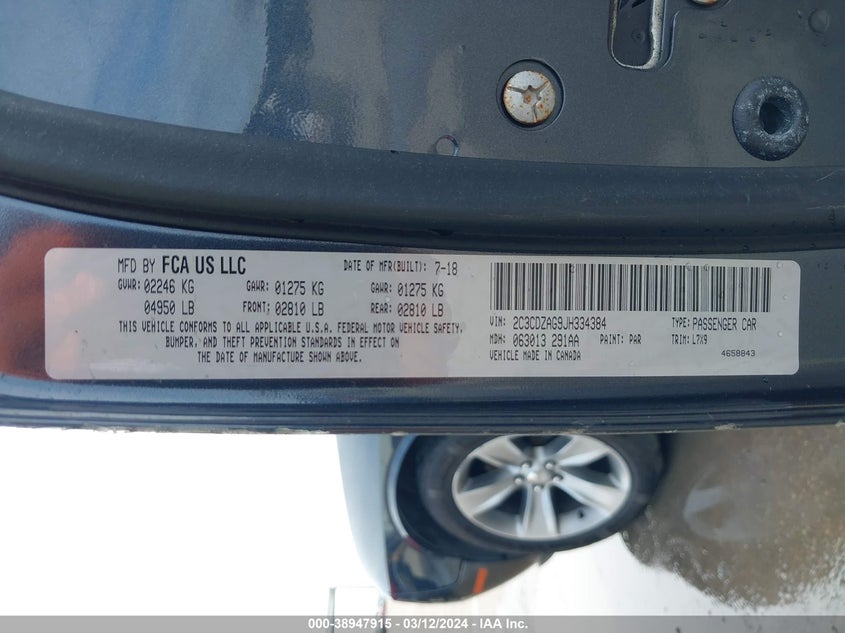 MFD BY FCA US LLC DATE OF MFR(BUILT): 7-18
GVWR: 02246 KG GAWR: 01275 KG GAWR: 01275 KG
04950 LB FRONT: 02810 LB REAR: 02810 LB
THIS VEHICLE CONFORMS TO ALL APPLICABLE U.S.A. FEDERAL MOTOR VEHICLE SAFETY,
BUMPER, AND THEFT PREVENTION STANDARDS IN EFFECT ON
THE DATE OF MANUFACTURE SHOWN ABOVE.
VIN: 2C3CDZAG9JH334384 TYPE: PASSENGER CAR
MDH: 063013 291AA PAINT: PAR TRIM: L7X9
VEHICLE MADE IN CANADA 4658843
000-38947915 - 03/12/2024 - IAA Inc.